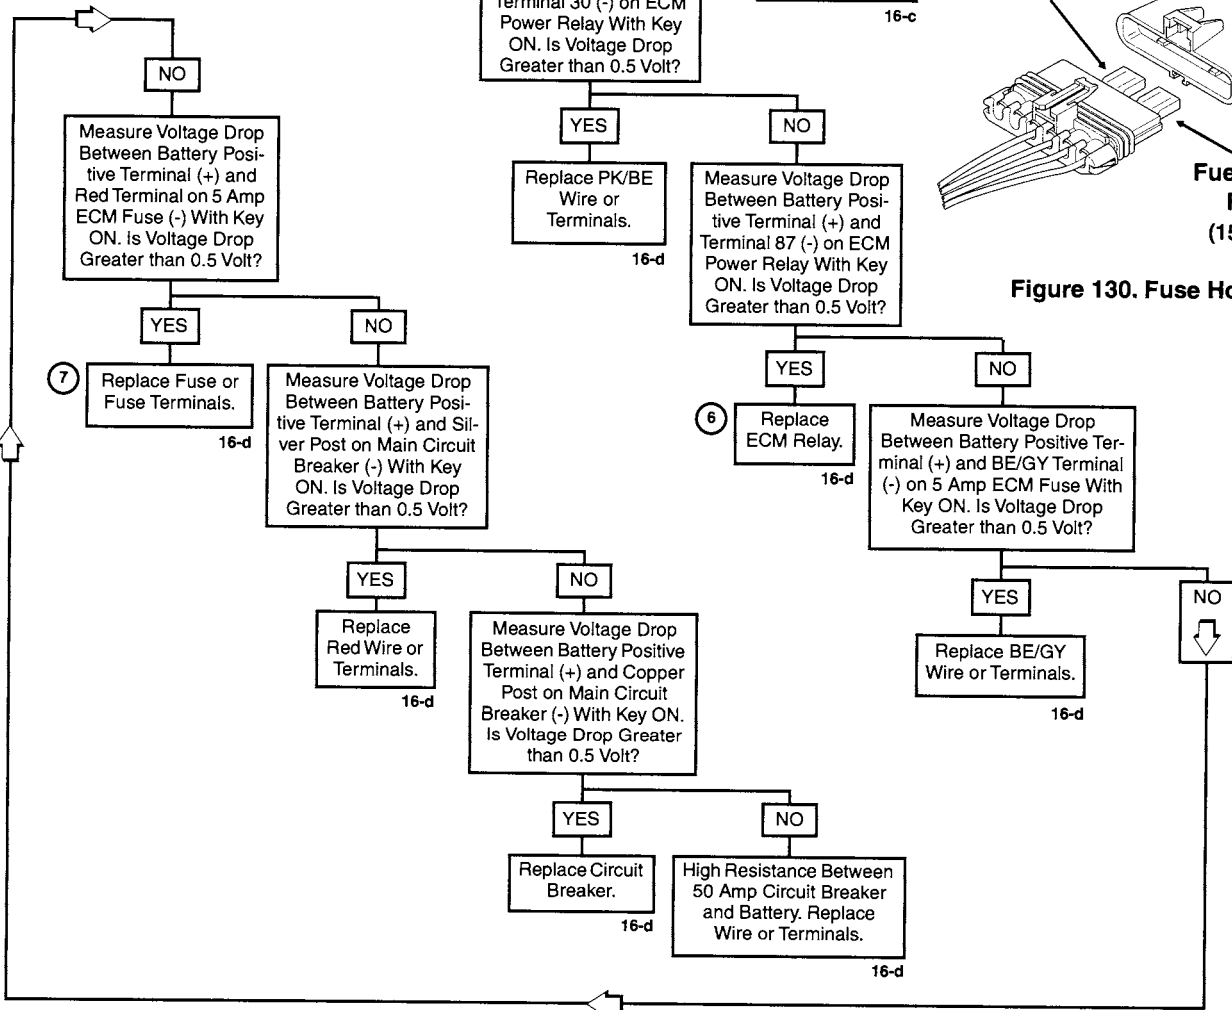 Terminal 30 (-) on ECM
Power Relay With Key
ON. Is Voltage Drop
Greater than 0.5 Volt?
16-c
NO
YES
NO
Measure Voltage Drop
Between Battery Posi-
tive Terminal (+) and
Red Terminal on 5 Amp
ECM Fuse (-) With Key
ON. Is Voltage Drop
Greater than 0.5 Volt?
Replace PK/BE
Wire or
Terminals.
16-d
Measure Voltage Drop
Between Battery Posi-
tive Terminal (+) and
Terminal 87 (-) on ECM
Power Relay With Key
ON. Is Voltage Drop
Greater than 0.5 Volt?
Figure 130. Fuse Ho
YES
NO
YES
NO
7
Replace Fuse or
Fuse Terminals.
16-d
Measure Voltage Drop
Between Battery Posi-
tive Terminal (+) and Sil-
ver Post on Main Circuit
Breaker (-) With Key
ON. Is Voltage Drop
Greater than 0.5 Volt?
6
Replace
ECM Relay.
16-d
Measure Voltage Drop
Between Battery Positive Ter-
minal (+) and BE/GY Terminal
(-) on 5 Amp ECM Fuse With
Key ON. Is Voltage Drop
Greater than 0.5 Volt?
YES
NO
YES
NO
Replace
Red Wire or
Terminals.
16-d
Measure Voltage Drop
Between Battery Positive
Terminal (+) and Copper
Post on Main Circuit
Breaker (-) With Key ON.
Is Voltage Drop Greater
than 0.5 Volt?
Replace BE/GY
Wire or Terminals.
16-d
YES
NO
Replace Circuit
Breaker.
16-d
High Resistance Between
50 Amp Circuit Breaker
and Battery. Replace
Wire or Terminals.
16-d
Fue
(15